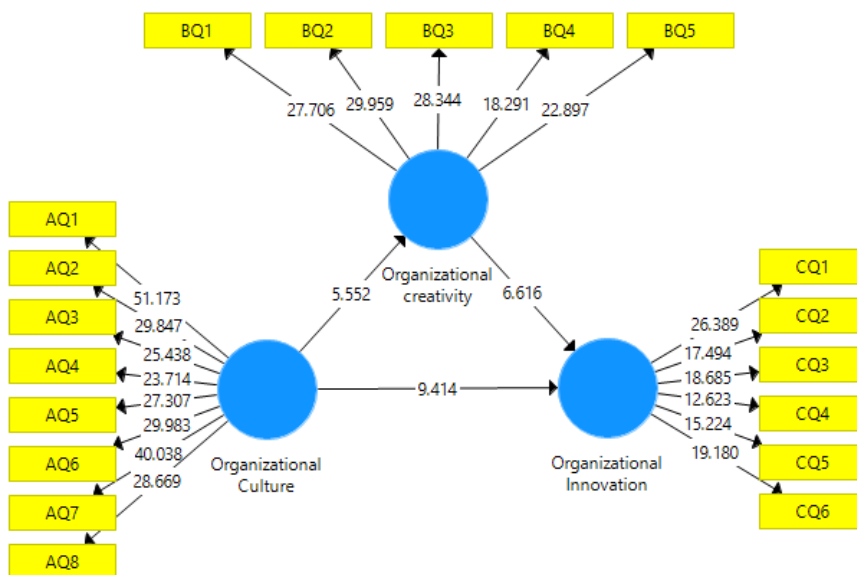 BQ1
BQ2
BQ3
BQ4
BQ5
27.706
29.959
28.344
18.291
22.897
AQ1
AQ2
AQ3
AQ4
AQ5
AQ6
AQ7
AQ8
51.173
29.847
25.438
23.714
27.307
29.983
40.038
28.669
Organizational
Culture
5.552
Organizational
creativity
6.616
9.414
Organizational
Innovation
26.389
17.494
18.685
12.623
15.224
19.180
CQ1
CQ2
CQ3
CQ4
CQ5
CQ6